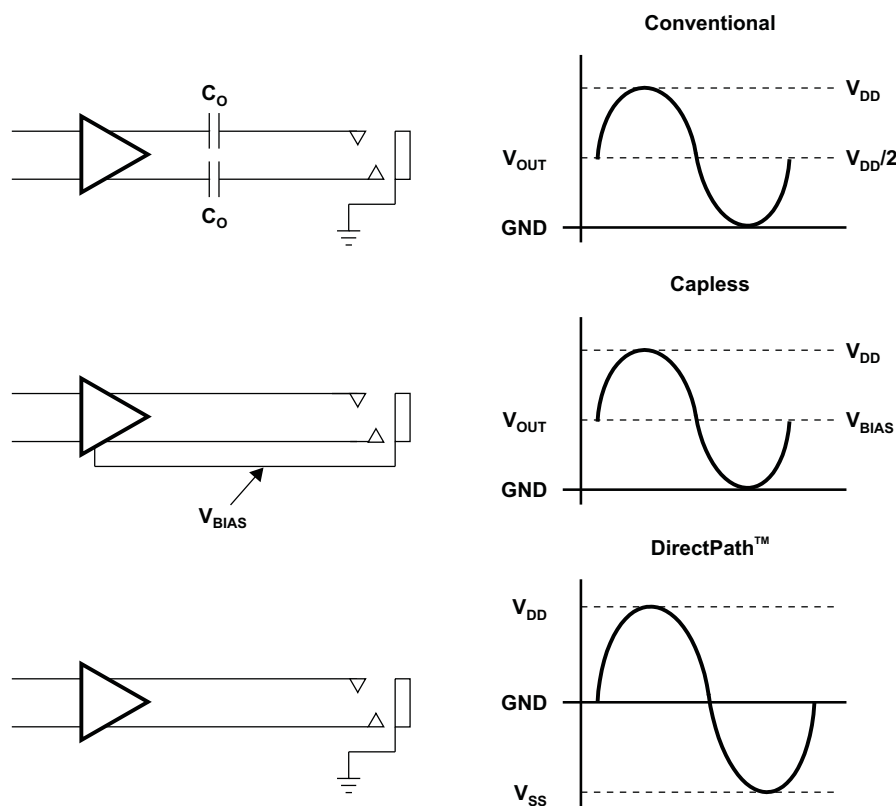 Conventional
C_O
C_O
V_DD
V_OUT
V_DD/2
GND
Capless
V_DD
V_OUT
V_BIAS
GND
V_BIAS
DirectPath™
V_DD
GND
V_SS